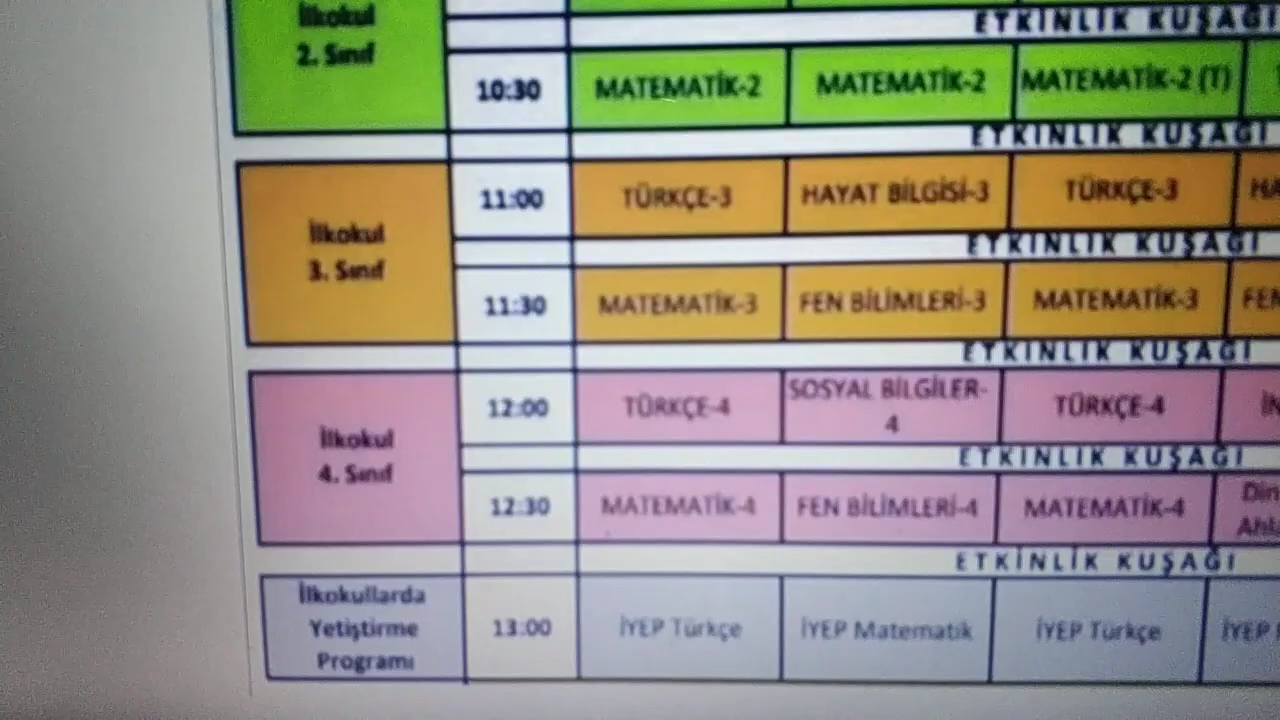 İlkokul
2. Sınıf
ETKİNLİK KUŞAĞI
10:30 MATEMATİK-2 MATEMATİK-2 MATEMATİK-2 (T)
ETKİNLİK KUŞAĞI
İlkokul
3. Sınıf
11:00 TÜRKÇE-3 HAYAT BİLGİSİ-3 TÜRKÇE-3
ETKİNLİK KUŞAĞI
11:30 MATEMATİK-3 FEN BİLİMLERİ-3 MATEMATİK-3
ETKİNLİK KUŞAĞI
İlkokul
4. Sınıf
12:00 TÜRKÇE-4 SOSYAL BİLGİLER-
4 TÜRKÇE-4
ETKİNLİK KUŞAĞI
12:30 MATEMATİK-4 FEN BİLİMLERİ-4 MATEMATİK-4
ETKİNLİK KUŞAĞI
İlkokullarda
Yetiştirme
Programı
13:00 İYEP Türkçe İYEP Matematik İYEP Türkçe İYEP